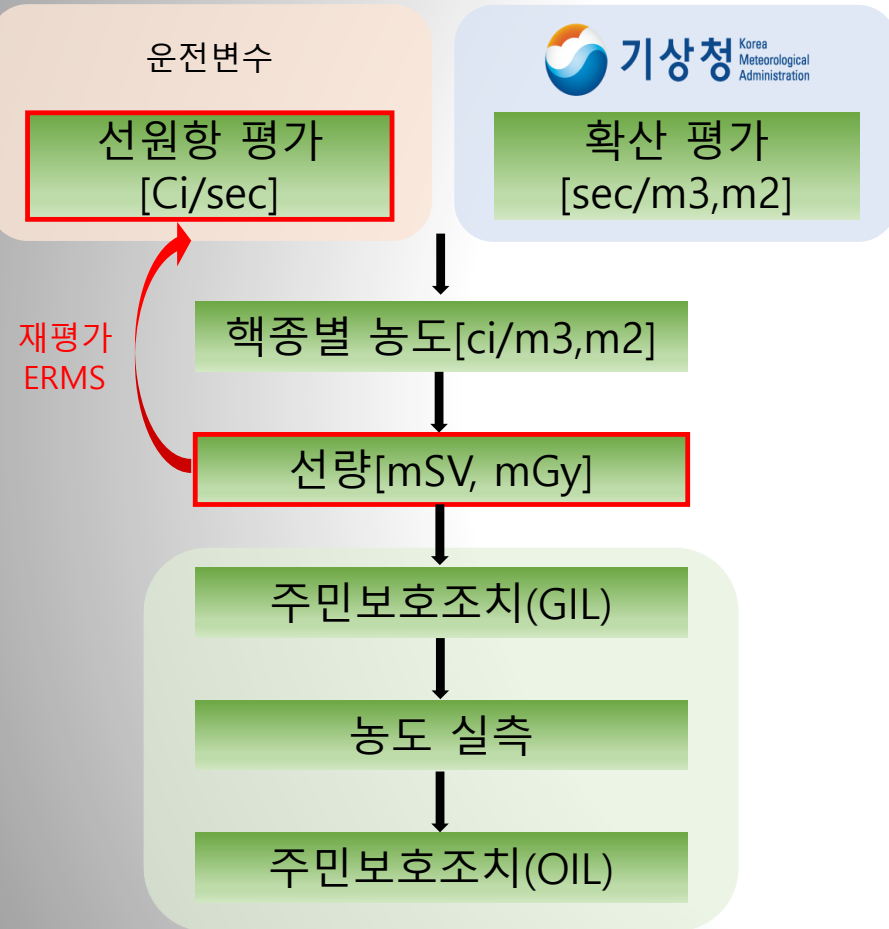 운전변수
선원항 평가
[Ci/sec]
기상청
Korea
Meteorological
Administration
확산 평가
[sec/m3,m2]
재평가
ERMS
핵종별 농도[ci/m3,m2]
선량[mSV, mGy]
주민보호조치(GIL)
농도 실측
주민보호조치(OIL)